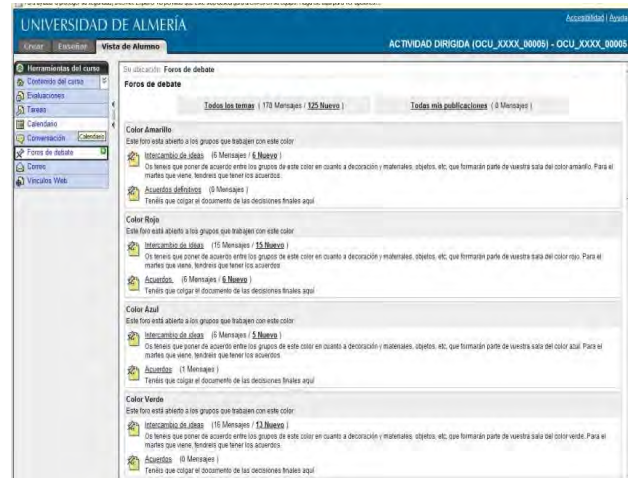 UNIVERSIDAD DE ALMERÍA
Accesibilidad | Ayuda
Crear Enseñar Vista de Alumno
ACTIVIDAD DIRIGIDA (OCU_XXXX_00005) - OCU_XXXX_00005
Herramientas del curso
Contenido del curso
Evaluaciones
Tareas
Calendario
Conversación
Calendario
Foros de debate
Correo
Vínculos Web
Su ubicación: Foros de debate
Foros de debate
Todos los temas ( 178 Mensajes / 125 Nuevo )
Todas mis publicaciones ( 0 Mensajes )
Color Amarillo
Este foro está abierto a los grupos que trabajen con este color
Intercambio de ideas (6 Mensajes / 6 Nuevo )
Os teneis que poner de acuerdo entre los grupos de este color en cuanto a decoración y materiales, objetos, etc, que formarán parte de vuestra sala del color amarillo. Para el
martes que viene, tendreis que tener los acuerdos.
Acuerdos definitivos (0 Mensajes )
Tenéis que colgar el documento de las decisiones finales aquí
Color Rojo
Este foro está abierto a los grupos que trabajen con este color
Intercambio de ideas (15 Mensajes / 15 Nuevo )
Os teneis que poner de acuerdo entre los grupos de este color en cuanto a decoración y materiales, objetos, etc, que formarán parte de vuestra sala del color rojo. Para el
martes que viene, tendreis que tener los acuerdos.
Acuerdos. (6 Mensajes / 6 Nuevo )
Tenéis que colgar el documento de las decisiones finales aquí
Color Azul
Este foro está abierto a los grupos que trabajen con este color
Intercambio de ideas (5 Mensajes / 5 Nuevo )
Os teneis que poner de acuerdo entre los grupos de este color en cuanto a decoración y materiales, objetos, etc, que formarán parte de vuestra sala del color azul. Para el
martes que viene, tendreis que tener los acuerdos.
Acuerdos (1 Mensajes )
Tenéis que colgar el documento de las decisiones finales aquí
Color Verde
Este foro está abierto a los grupos que trabajen con este color
Intercambio de ideas (16 Mensajes / 13 Nuevo )
Os teneis que poner de acuerdo entre los grupos de este color en cuanto a decoración y materiales, objetos, etc, que formarán parte de vuestra sala del color verde. Para el
martes que viene, tendreis que tener los acuerdos.
Acuerdos (0 Mensajes )
Tenéis que colgar el documento de las decisiones finales aquí